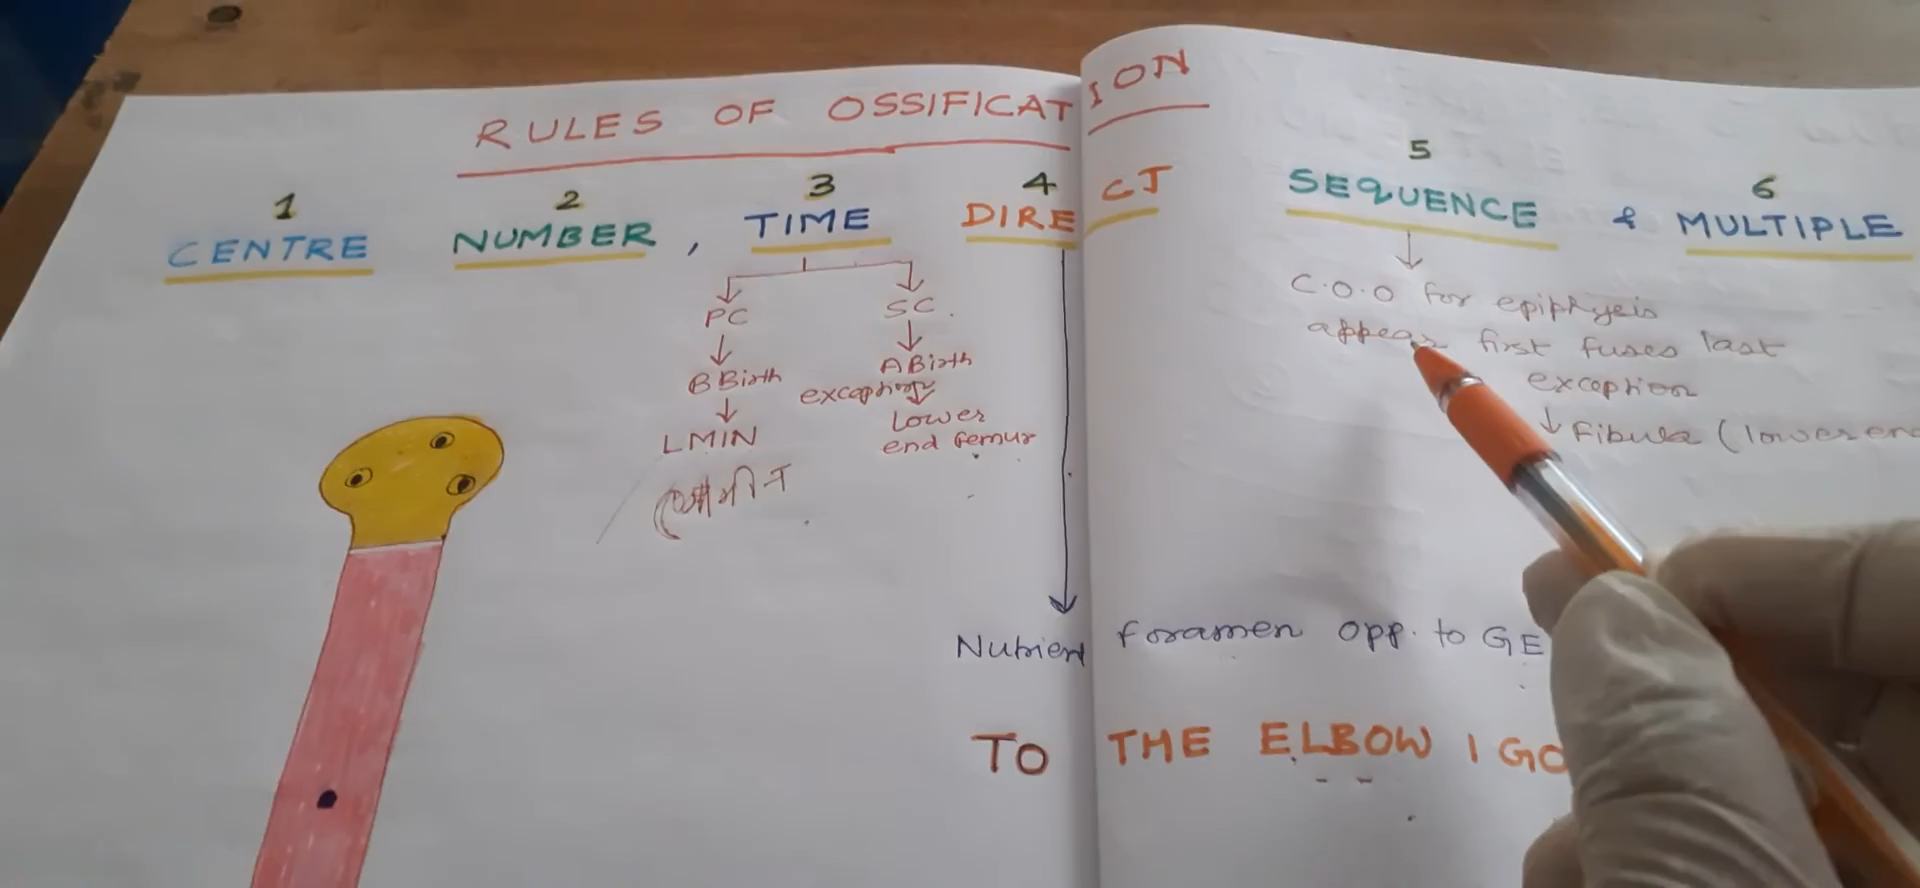 RULES OF OSSIFICATION
1 2 3 4 5 6
CENTRE NUMBER, TIME DIRECT SEQUENCE & MULTIPLE
PC SC.
B Birth A Birth
exception
LMIN Lower
end femur
C.O.O for epiphyeis
appears first fuses last
exception
Fibula (lower en
Nutrient foramen opp. to GE
TO THE ELBOW I GO